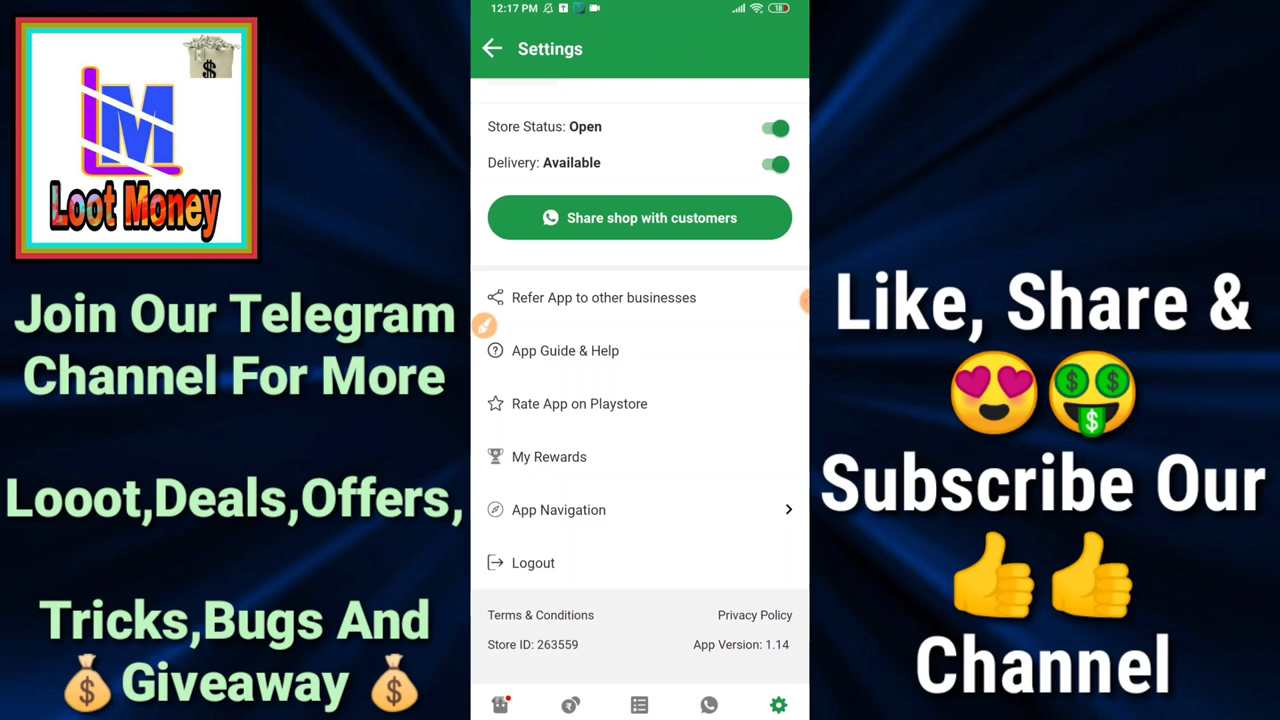 LM
Loot Money
Join Our Telegram
Channel For More
Looot,Deals,Offers,
Tricks,Bugs And
Giveaway
12:17 PM
18
Settings
Store Status: Open
Delivery: Available
Share shop with customers
Refer App to other businesses
App Guide & Help
Rate App on Playstore
My Rewards
App Navigation
Logout
Terms & Conditions
Privacy Policy
Store ID: 263559
App Version: 1.14
Like, Share &
Subscribe Our
Channel